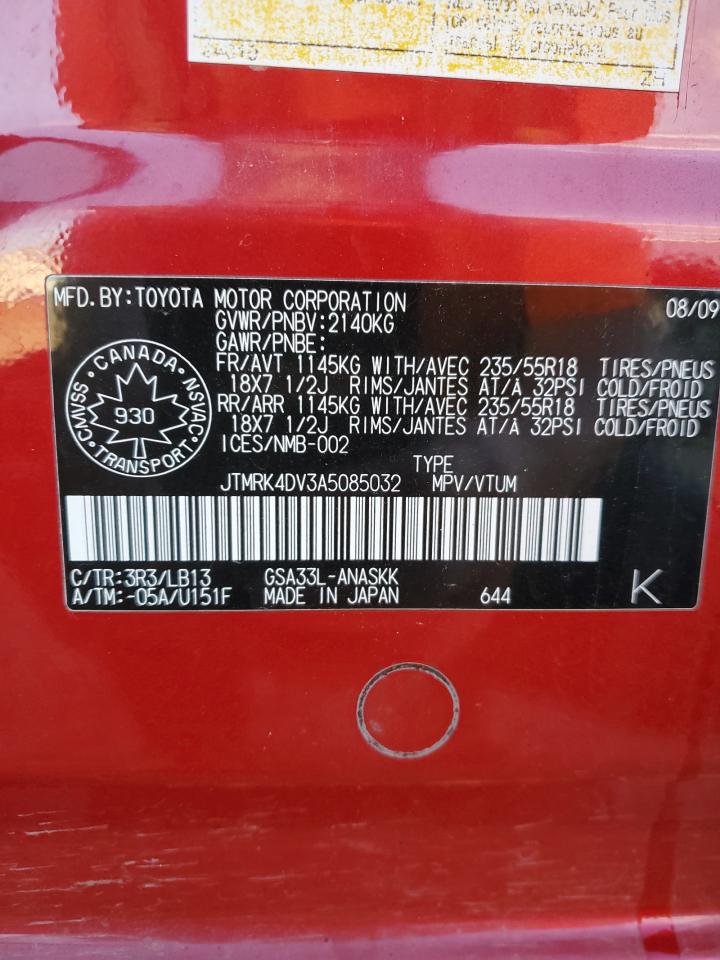 au
24013
ZH
MFD.BY:TOYOTA MOTOR CORPORATION 08/09
GVWR/PNBV:2140KG
GAWR/PNBE:
FR/AVT 1145KG WITH/AVEC 235/55R18 TIRES/PNEUS
18X7 1/2J RIMS/JANTES AT/À 32PSI COLD/FROID
RR/ARR 1145KG WITH/AVEC 235/55R18 TIRES/PNEUS
18X7 1/2J RIMS/JANTES AT/À 32PSI COLD/FROID
ICES/NMB-002
CANADA
CMVSS NSVAC
930
TRANSPORT
TYPE
JTMRK4DV3A5085032 MPV/VTUM
C/TR:3R3/LB13 GSA33L-ANASKK
A/TM:-05A/U151F MADE IN JAPAN 644 K